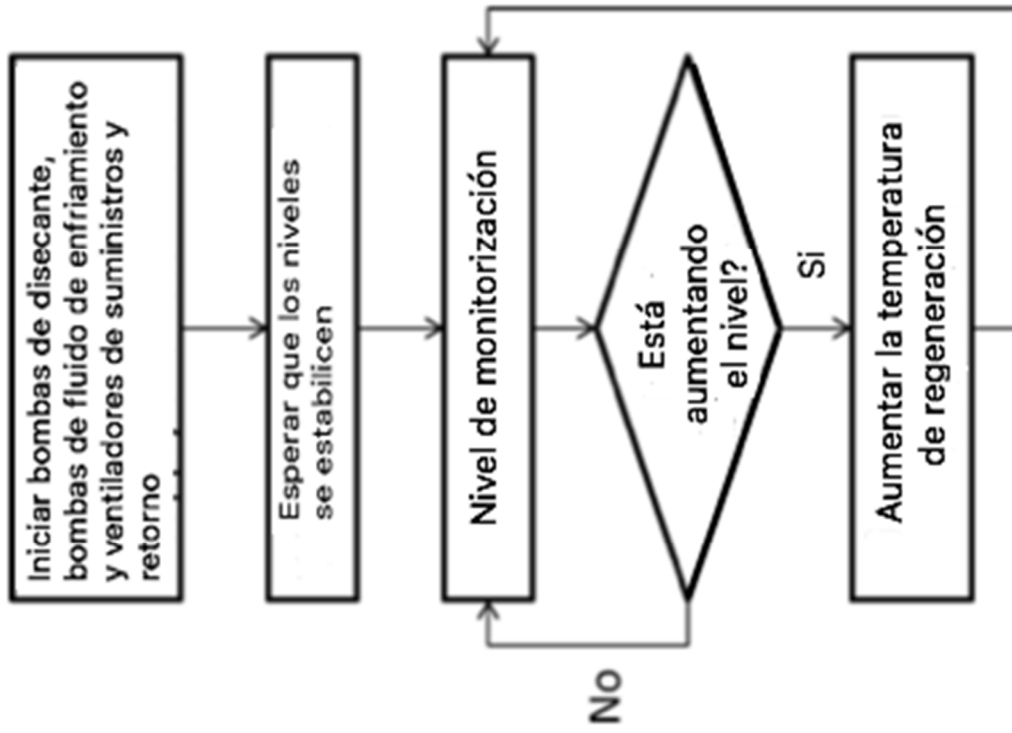 Iniciar bombas de disecante,
bombas de fluido de enfriamiento
y ventiladores de suministros y
retorno
Esperar que los niveles
se estabilicen
Nivel de monitorización
Está
aumentando
el nivel?
No
Si
Aumentar la temperatura
de regeneración